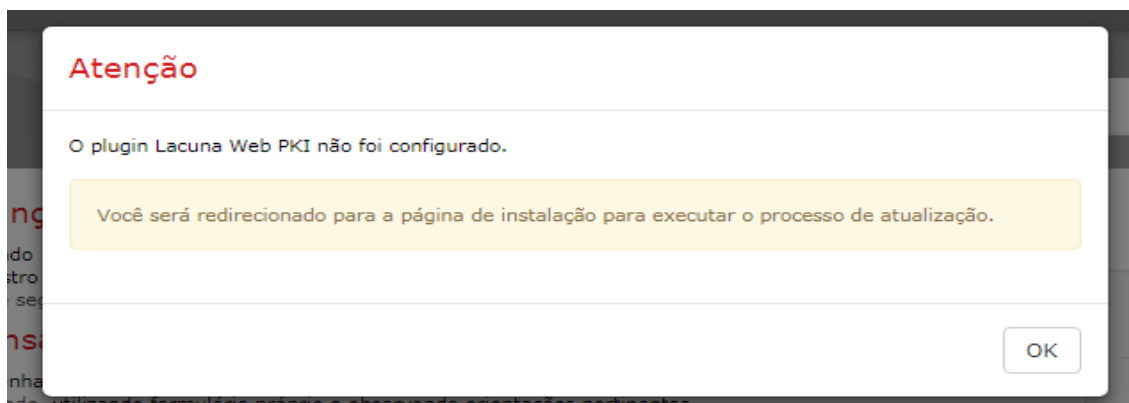 Atenção
O plugin Lacuna Web PKI não foi configurado.
Você será redirecionado para a página de instalação para executar o processo de atualização.
OK